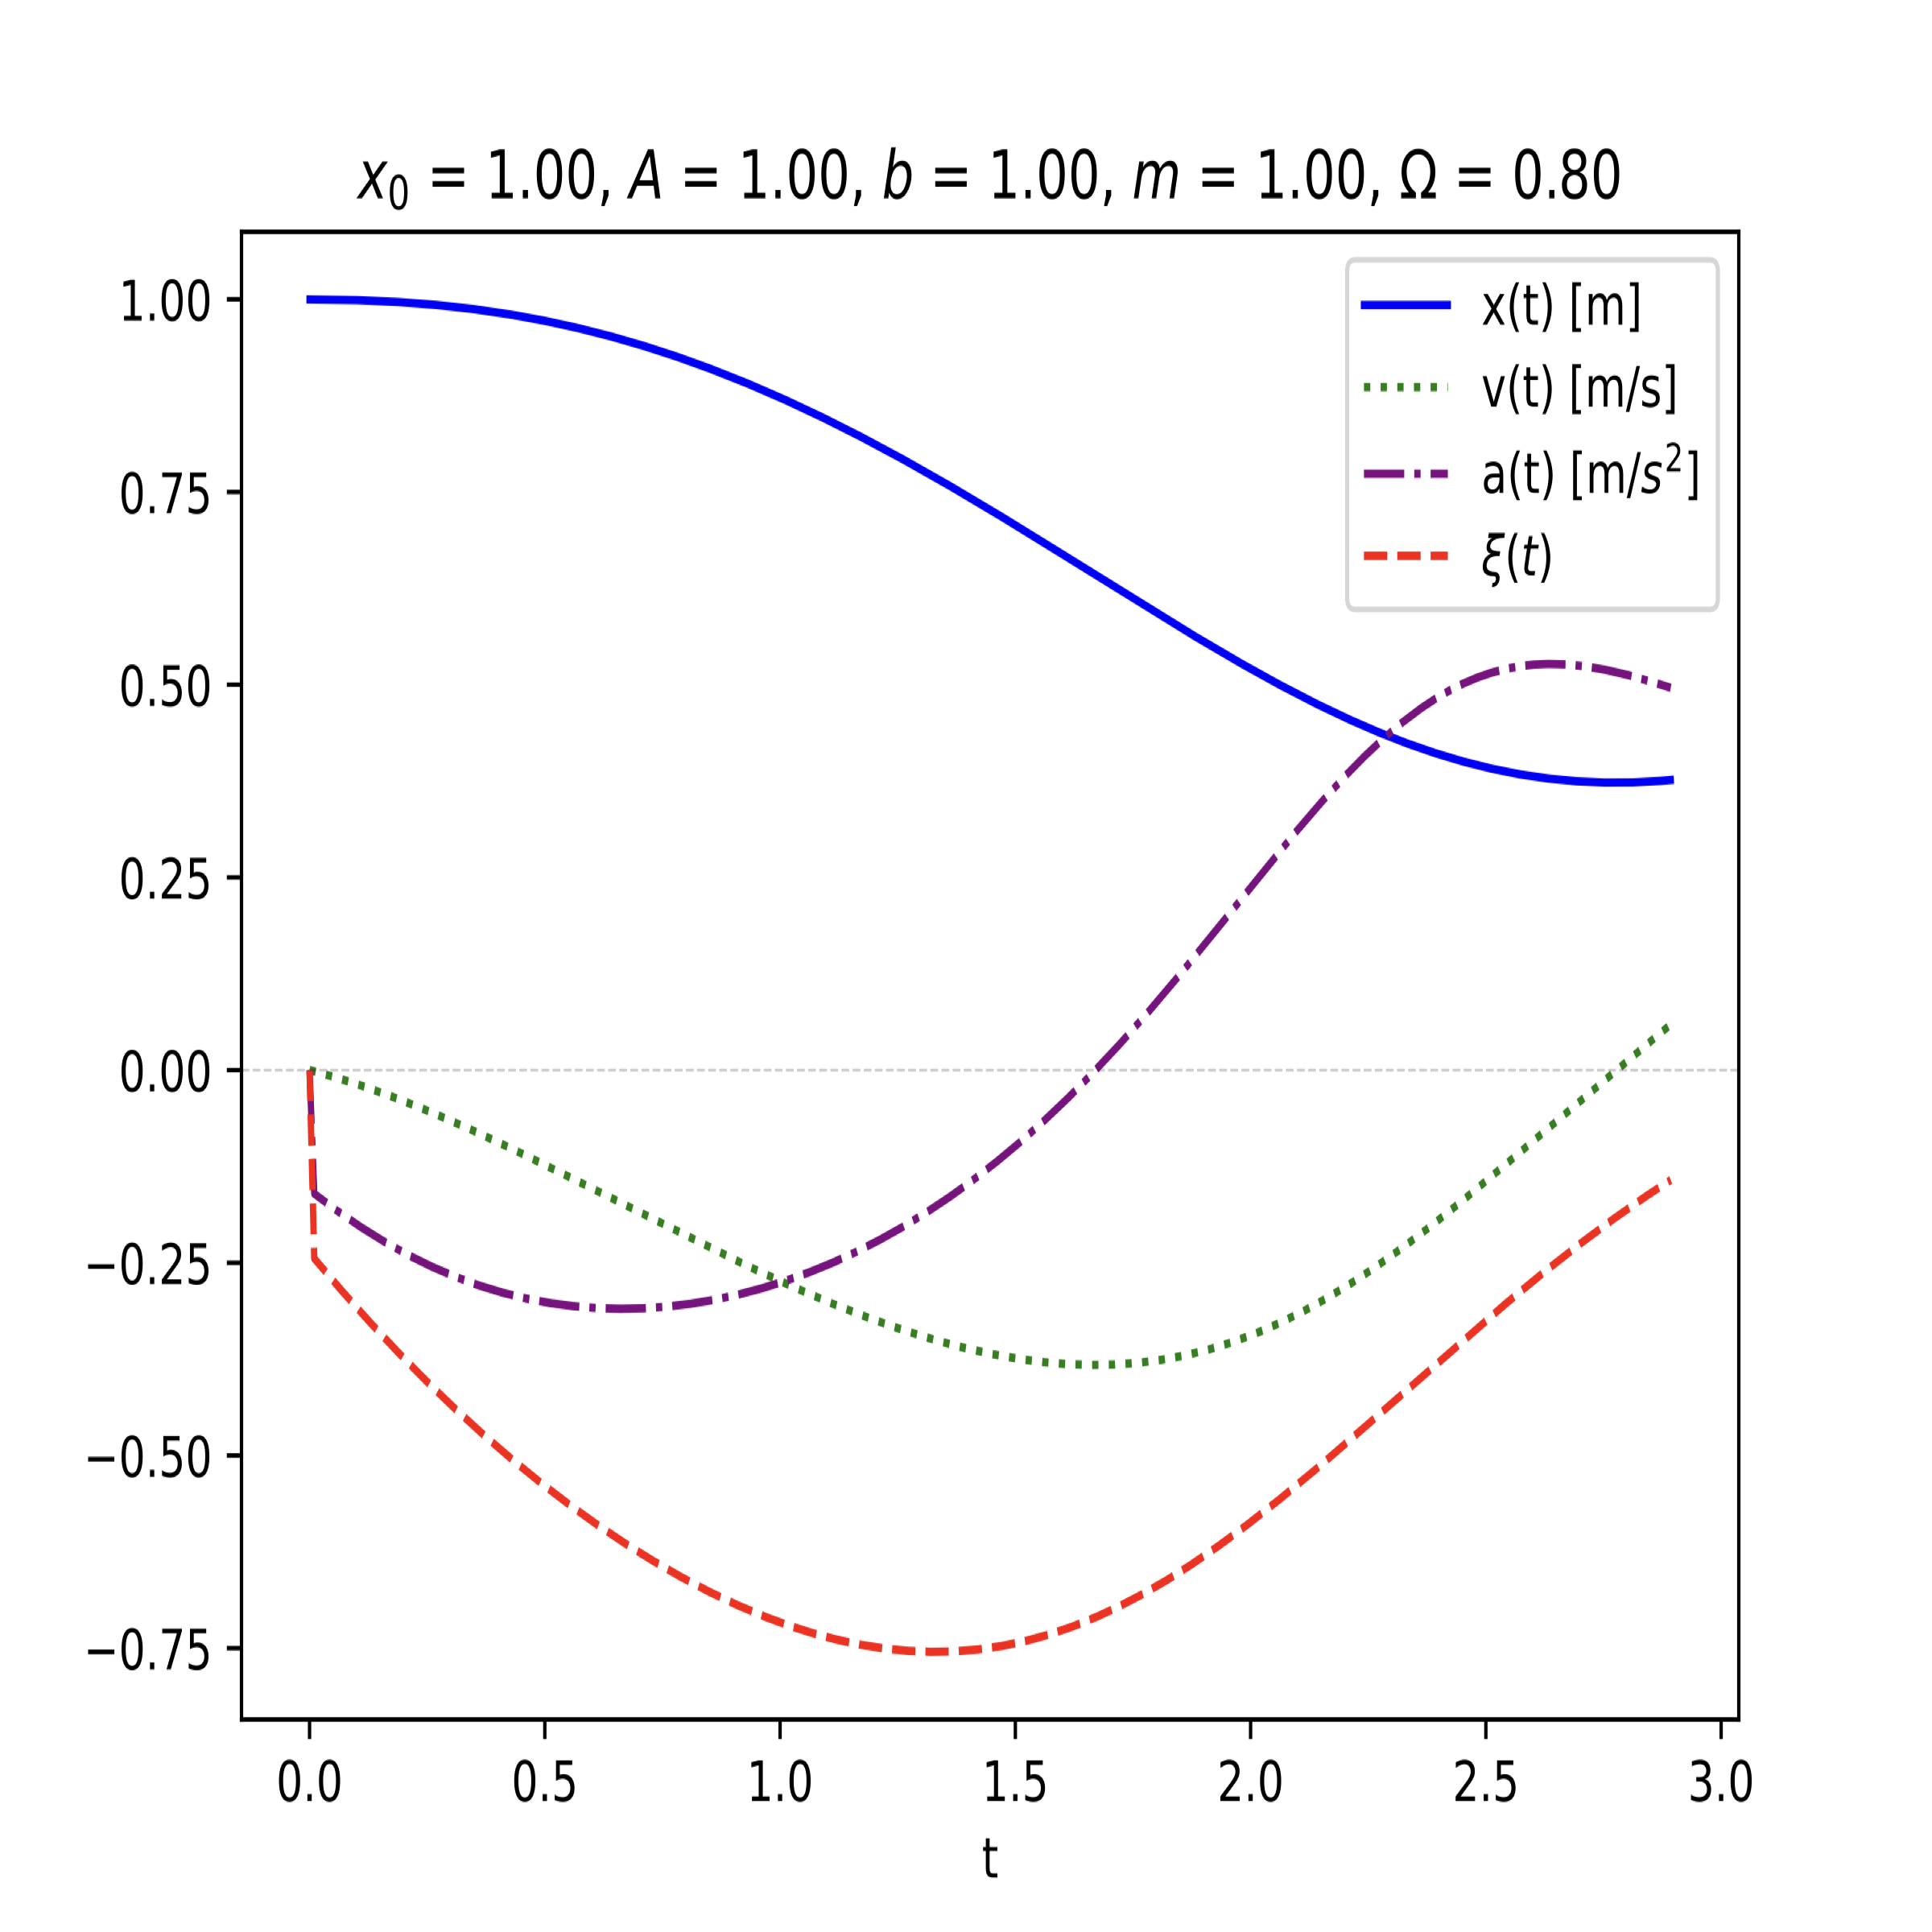 x₀ = 1.00, A = 1.00, b = 1.00, m = 1.00, Ω = 0.80
x(t) [m]
v(t) [m/s]
a(t) [m/s²]
ξ(t)
1.00
0.75
0.50
0.25
0.00
−0.25
−0.50
−0.75
0.0 0.5 1.0 1.5 2.0 2.5 3.0
t